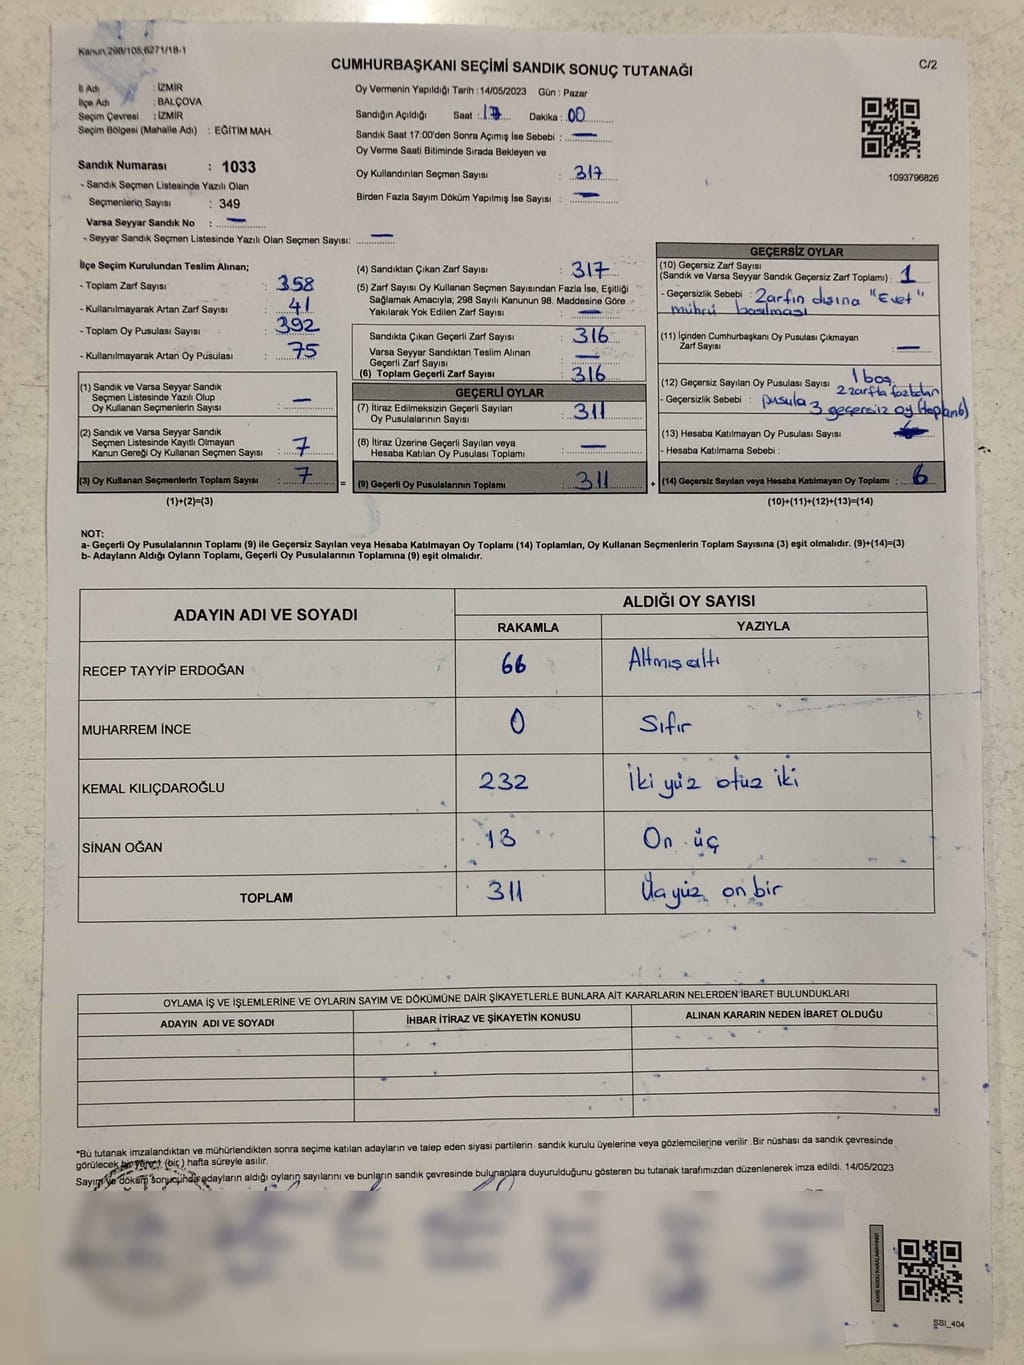 Kanun,298/105,6271/18-1
CUMHURBAŞKANI SEÇİMİ SANDIK SONUÇ TUTANAĞI
C/2
İl Adı : İZMİR
İlçe Adı : BALÇOVA
Seçim Çevresi : İZMİR
Seçim Bölgesi (Mahalle Adı) : EĞİTİM MAH.
Sandık Numarası : 1033
- Sandık Seçmen Listesinde Yazılı Olan
Seçmenlerin Sayısı : 349
Varsa Seyyar Sandık No : —
- Seyyar Sandık Seçmen Listesinde Yazılı Olan Seçmen Sayısı: —
Oy Vermenin Yapıldığı Tarih : 14/05/2023 Gün : Pazar
Sandığın Açıldığı Saat : 17 Dakika : 00
Sandık Saat 17:00'den Sonra Açımış İse Sebebi : —
Oy Verme Saati Bitiminde Sırada Bekleyen ve
Oy Kullandırılan Seçmen Sayısı : 317
Birden Fazla Sayım Döküm Yapılmış İse Sayısı : —
1093796826
İlçe Seçim Kurulundan Teslim Alınan;
- Toplam Zarf Sayısı : 358
- Kullanılmayarak Artan Zarf Sayısı : 41
- Toplam Oy Pusulası Sayısı : 392
- Kullanılmayarak Artan Oy Pusulası : 75
(1) Sandık ve Varsa Seyyar Sandık
Seçmen Listesinde Yazılı Olup
Oy Kullanan Seçmenlerin Sayısı : —
(2) Sandık ve Varsa Seyyar Sandık
Seçmen Listesinde Kayıtlı Olmayan
Kanun Gereği Oy Kullanan Seçmen Sayısı : 7
(3) Oy Kullanan Seçmenlerin Toplam Sayısı : 7
(1)+(2)=(3)
(4) Sandıktan Çıkan Zarf Sayısı : 317
(5) Zarf Sayısı Oy Kullanan Seçmen Sayısından Fazla İse, Eşitliği
Sağlamak Amacıyla; 298 Sayılı Kanunun 98. Maddesine Göre
Yakılarak Yok Edilen Zarf Sayısı : —
Sandıkta Çıkan Geçerli Zarf Sayısı : 316
Varsa Seyyar Sandıktan Teslim Alınan
Geçerli Zarf Sayısı : —
(6) Toplam Geçerli Zarf Sayısı : 316
GEÇERLİ OYLAR
(7) İtiraz Edilmeksizin Geçerli Sayılan
Oy Pusulalarının Sayısı : 311
(8) İtiraz Üzerine Geçerli Sayılan veya
Hesaba Katılan Oy Pusulası Toplamı : —
= (9) Geçerli Oy Pusulalarının Toplamı : 311 +
GEÇERSİZ OYLAR
(10) Geçersiz Zarf Sayısı
(Sandık ve Varsa Seyyar Sandık Geçersiz Zarf Toplamı) : 1
- Geçersizlik Sebebi : Zarfın dışına "Evet"
mührü basılması
(11) İçinden Cumhurbaşkanı Oy Pusulası Çıkmayan
Zarf Sayısı : —
(12) Geçersiz Sayılan Oy Pusulası Sayısı : 1 boş
2 zarfta fazladan
- Geçersizlik Sebebi : pusula 3 geçersiz oy (toplam 6)
(13) Hesaba Katılmayan Oy Pusulası Sayısı :
- Hesaba Katılmama Sebebi :
(14) Geçersiz Sayılan veya Hesaba Katılmayan Oy Toplamı : 6
(10)+(11)+(12)+(13)=(14)
NOT:
a- Geçerli Oy Pusulalarının Toplamı (9) ile Geçersiz Sayılan veya Hesaba Katılmayan Oy Toplamı (14) Toplamları, Oy Kullanan Seçmenlerin Toplam Sayısına (3) eşit olmalıdır. (9)+(14)=(3)
b- Adayların Aldığı Oyların Toplamı, Geçerli Oy Pusulalarının Toplamına (9) eşit olmalıdır.
ADAYIN ADI VE SOYADI ALDIĞI OY SAYISI
RAKAMLA YAZIYLA
RECEP TAYYİP ERDOĞAN 66 Altmış altı
MUHARREM İNCE 0 Sıfır
KEMAL KILIÇDAROĞLU 232 İki yüz otuz iki
SİNAN OĞAN 13 On üç
TOPLAM 311 Üçyüz on bir
OYLAMA İŞ VE İŞLEMLERİNE VE OYLARIN SAYIM VE DÖKÜMÜNE DAİR ŞİKAYETLERLE BUNLARA AİT KARARLARIN NELERDEN İBARET BULUNDUKLARI
ADAYIN ADI VE SOYADI İHBAR İTİRAZ VE ŞİKAYETİN KONUSU ALINAN KARARIN NEDEN İBARET OLDUĞU
*Bu tutanak imzalandıktan ve mühürlendikten sonra seçime katılan adayların ve talep eden siyasi partilerin sandık kurulu üyelerine veya gözlemcilerine verilir. Bir nüshası da sandık çevresinde
görülecek bir yere 1 (bir) hafta süreyle asılır.
Sayım ve döküm sonucunda adayların aldığı oyların sayılarını ve bunların sandık çevresinde bulunanlara duyurulduğunu gösteren bu tutanak tarafımızdan düzenlenerek imza edildi. 14/05/2023
SSI_404